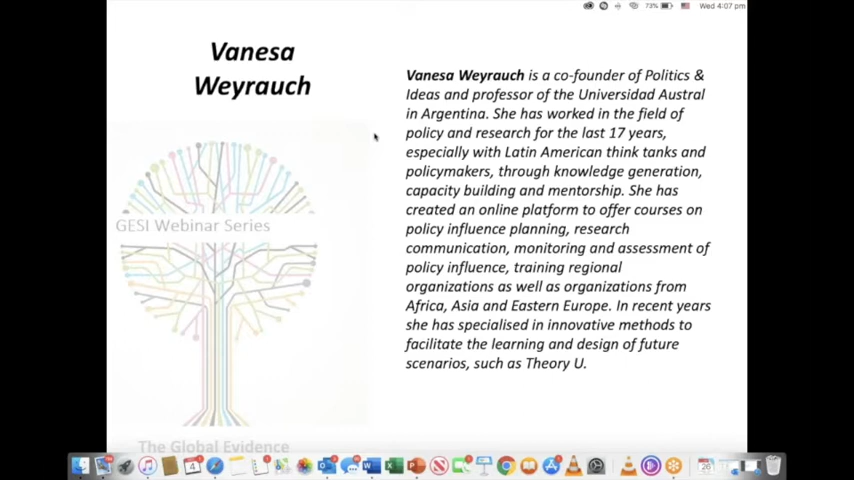 73%
Wed 4:07 pm
Vanesa
Weyrauch
GESI Webinar Series
The Global Evidence
Vanesa Weyrauch is a co-founder of Politics &
Ideas and professor of the Universidad Austral
in Argentina. She has worked in the field of
policy and research for the last 17 years,
especially with Latin American think tanks and
policymakers, through knowledge generation,
capacity building and mentorship. She has
created an online platform to offer courses on
policy influence planning, research
communication, monitoring and assessment of
policy influence, training regional
organizations as well as organizations from
Africa, Asia and Eastern Europe. In recent years
she has specialised in innovative methods to
facilitate the learning and design of future
scenarios, such as Theory U.